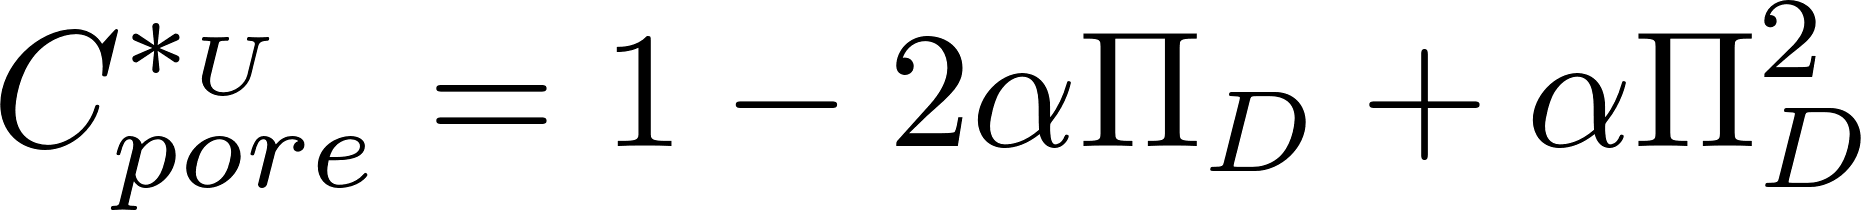 $C_{pore}^{*U} = 1 - 2\alpha\Pi_D + \alpha\Pi_D^2$